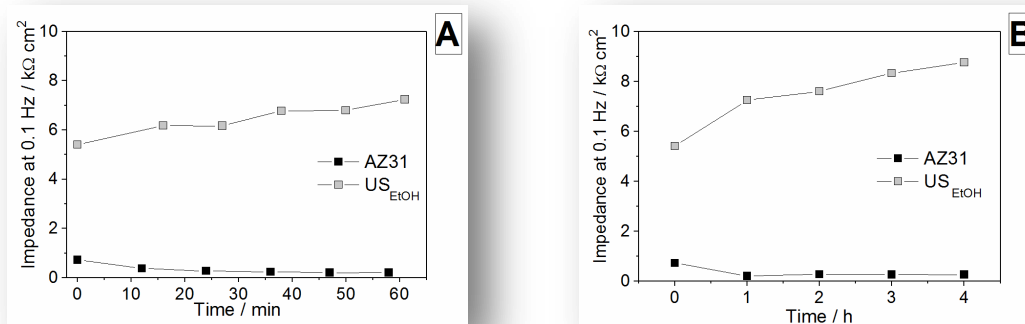 A
Impedance at 0.1 Hz / kΩ cm²
10
8
6
4
2
0
AZ31
US EtOH
0 10 20 30 40 50 60
Time / min
B
Impedance at 0.1 Hz / kΩ cm²
10
8
6
4
2
0
AZ31
US EtOH
0 1 2 3 4
Time / h